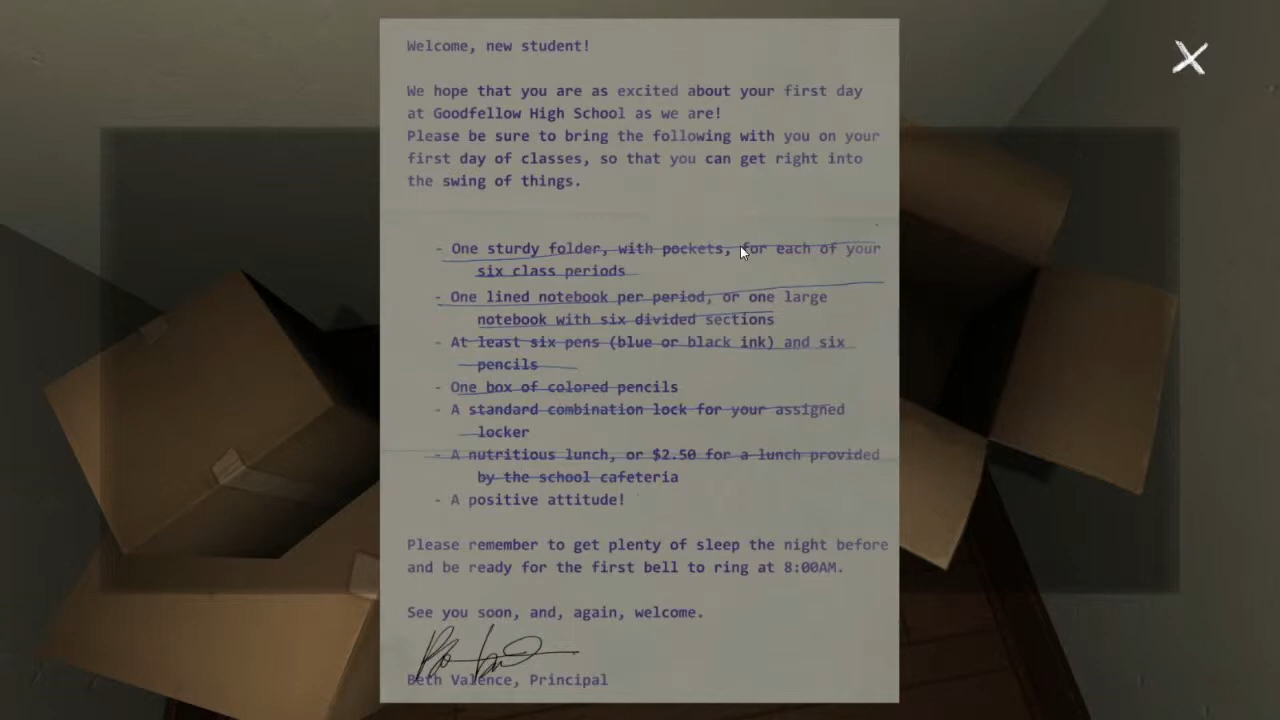 Welcome, new student!
We hope that you are as excited about your first day
at Goodfellow High School as we are!
Please be sure to bring the following with you on your
first day of classes, so that you can get right into
the swing of things.
- One sturdy folder, with pockets, for each of your
six class periods
- One lined notebook per period, or one large
notebook with six divided sections
- At least six pens (blue or black ink) and six
pencils
- One box of colored pencils
- A standard combination lock for your assigned
locker
- A nutritious lunch, or $2.50 for a lunch provided
by the school cafeteria
- A positive attitude!
Please remember to get plenty of sleep the night before
and be ready for the first bell to ring at 8:00AM.
See you soon, and, again, welcome.
Beth Valence, Principal